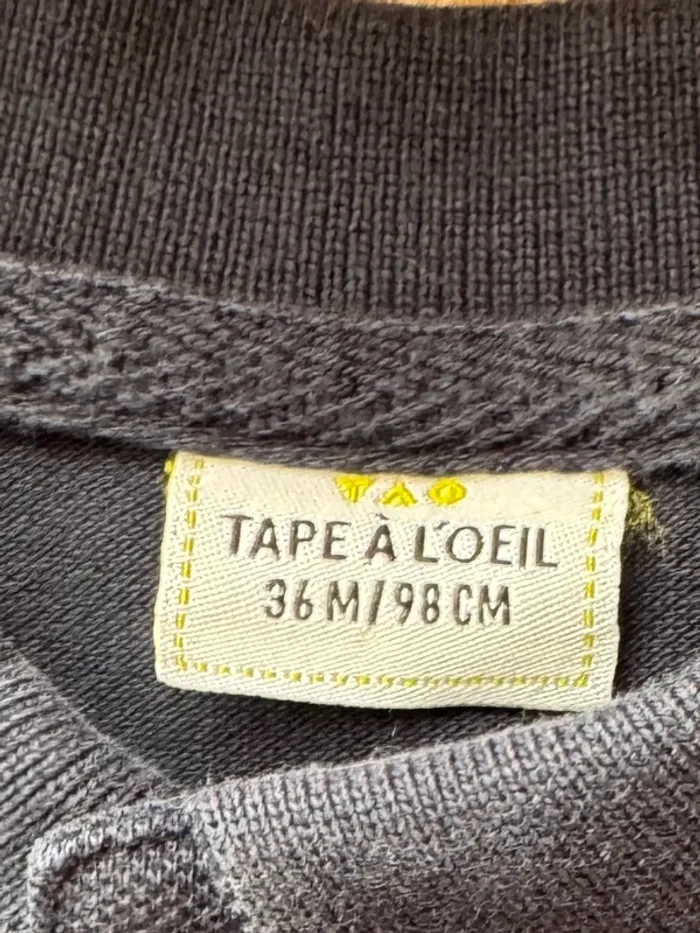 TAO
TAPE À L'OEIL
36M/98CM